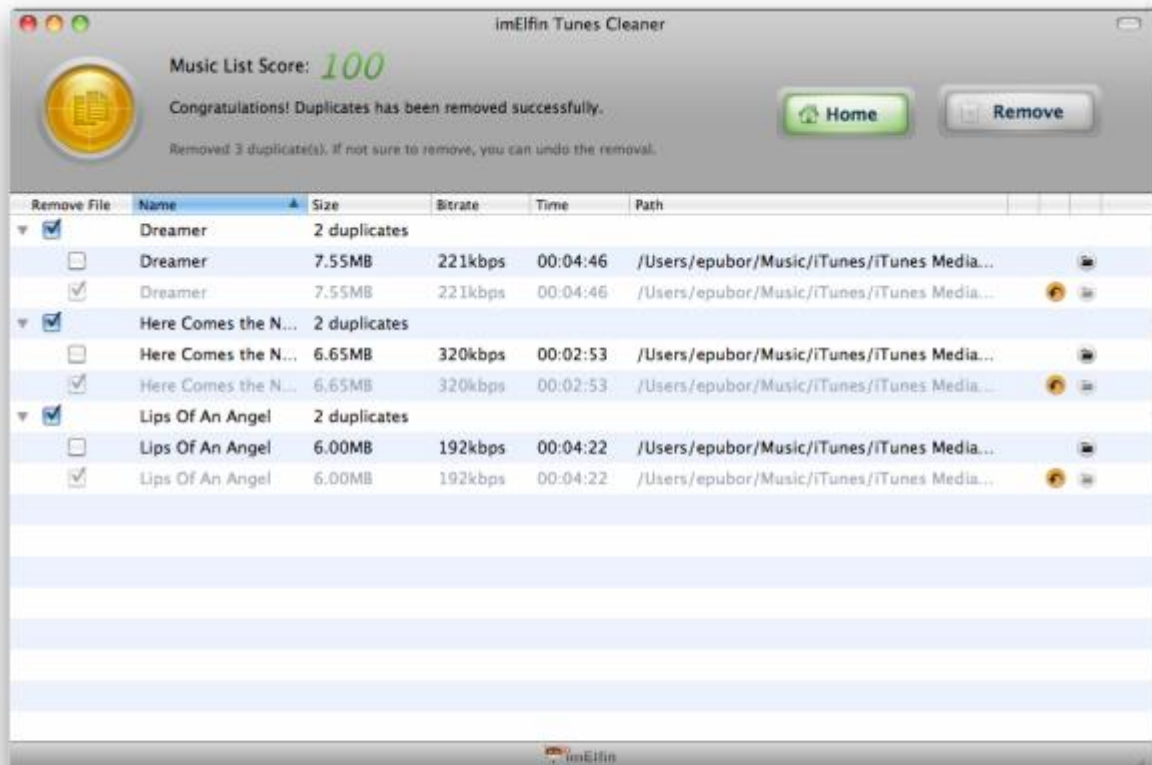 imElfin Tunes Cleaner
Music List Score: 100
Congratulations! Duplicates has been removed successfully.
Home
Remove
Removed 3 duplicate(s). If not sure to remove, you can undo the removal.
Remove File Name Size Bitrate Time Path
Dreamer 2 duplicates
Dreamer 7.55MB 221kbps 00:04:46 /Users/epubor/Music/iTunes/iTunes Media...
Dreamer 7.55MB 221kbps 00:04:46 /Users/epubor/Music/iTunes/iTunes Media...
Here Comes the N... 2 duplicates
Here Comes the N... 6.65MB 320kbps 00:02:53 /Users/epubor/Music/iTunes/iTunes Media...
Here Comes the N... 6.65MB 320kbps 00:02:53 /Users/epubor/Music/iTunes/iTunes Media...
Lips Of An Angel 2 duplicates
Lips Of An Angel 6.00MB 192kbps 00:04:22 /Users/epubor/Music/iTunes/iTunes Media...
Lips Of An Angel 6.00MB 192kbps 00:04:22 /Users/epubor/Music/iTunes/iTunes Media...
imElfin